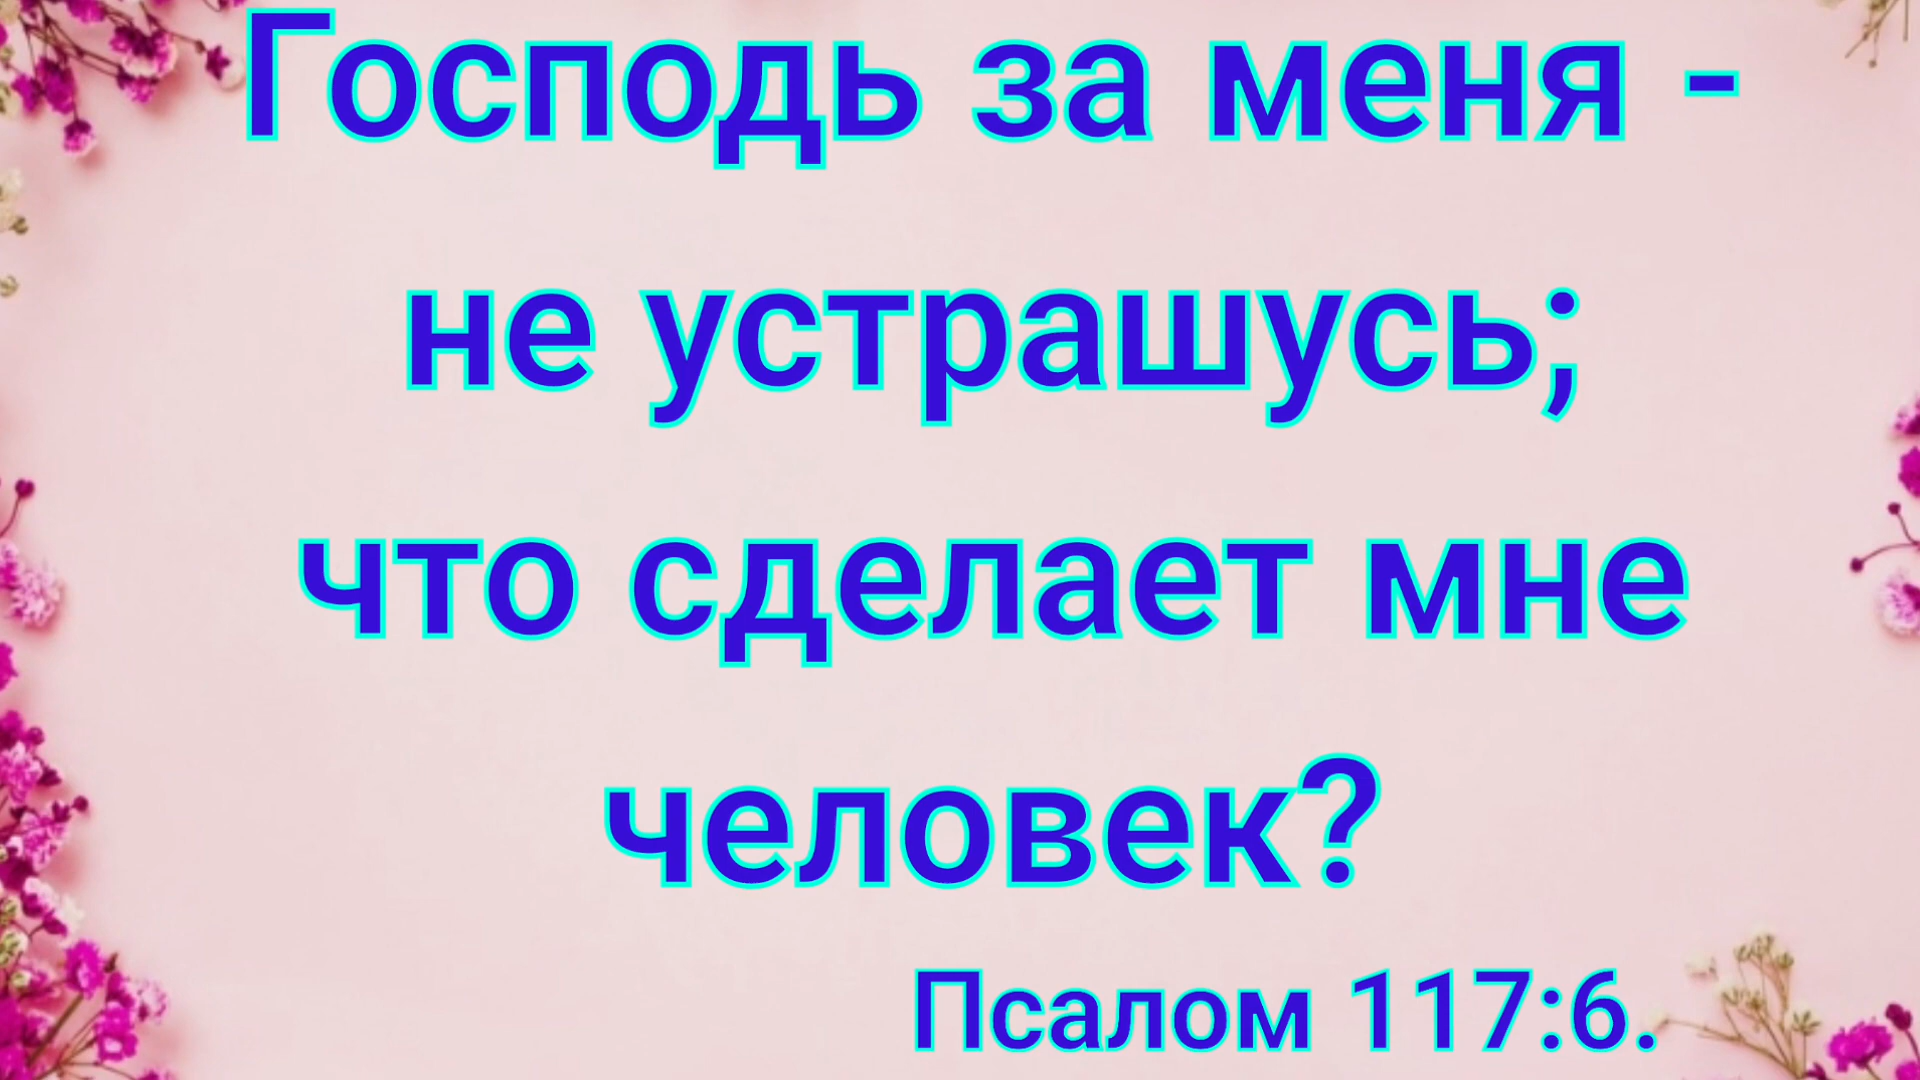 Господь за меня -
не устрашусь;
что сделает мне
человек?
Псалом 117:6.